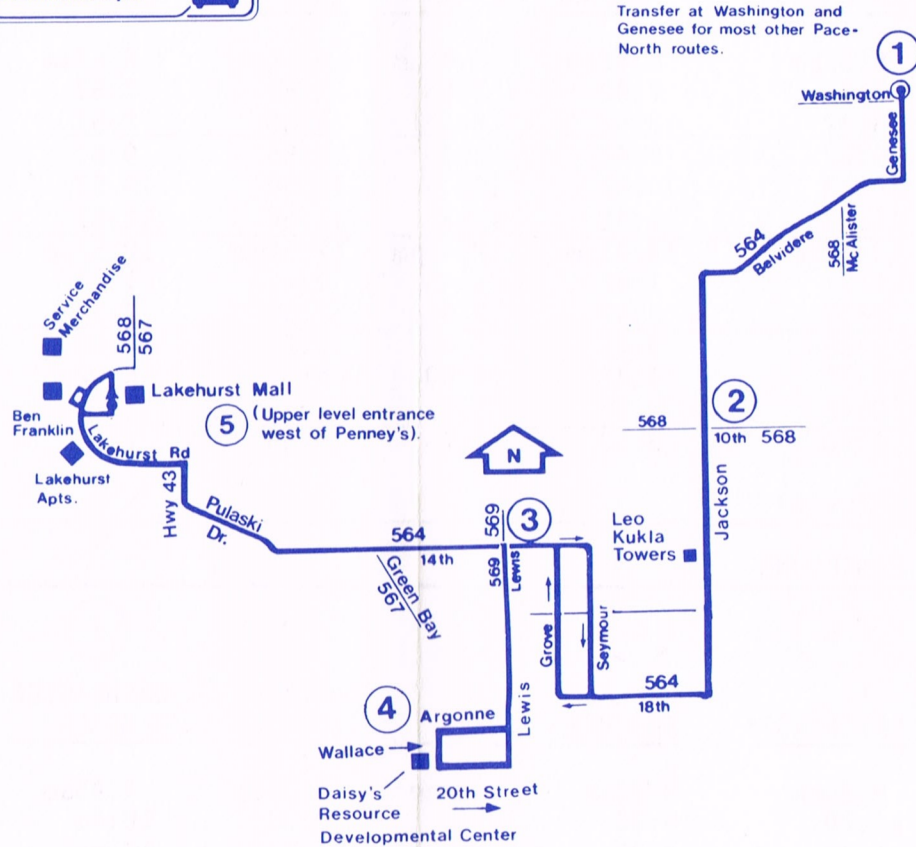 Transfer at Washington and
Genesee for most other Pace-
North routes.
1
Washington
Genesee
564
Belvidere
568
Mc Alister
Service
Merchandise
568
567
Lakehurst Mall
5
(Upper level entrance
west of Penney's).
Ben
Franklin
Lakehurst Rd
Lakehurst
Apts.
Hwy 43
Pulaski
Dr.
N
2
568
10th 568
Jackson
564
14th
Green Bay
567
569
3
569
Lewis
Leo
Kukla
Towers
Grove
Seymour
564
18th
4
Argonne
Lewis
Wallace
Daisy's
Resource
Developmental Center
20th Street